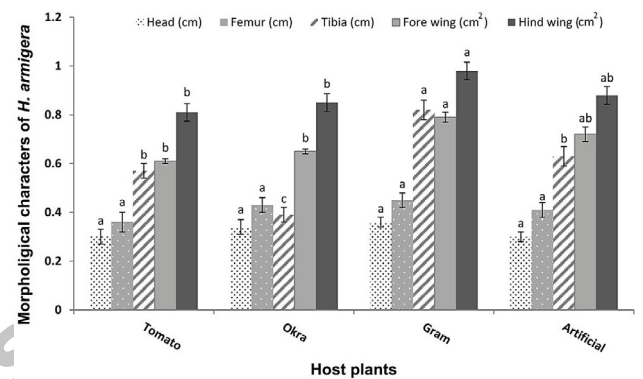 Head (cm) Femur (cm) Tibia (cm) Fore wing (cm²) Hind wing (cm²)
Morpholigical characters of H. armigera
1.2
1
0.8
0.6
0.4
0.2
0
a a b b b
a a c b b
a a a a a
a a b ab ab
Tomato Okra Gram Artificial
Host plants